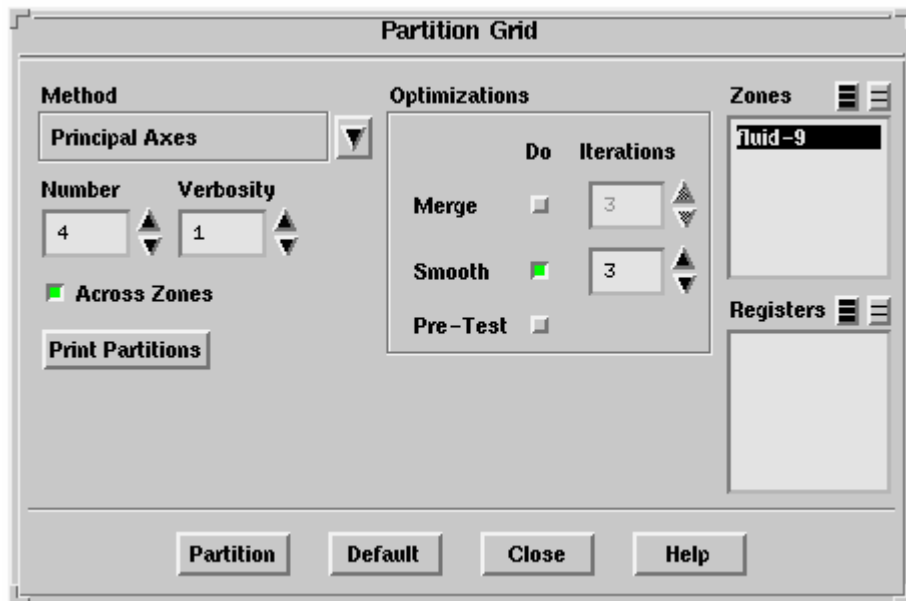 Partition Grid
Method
Principal Axes
Number
Verbosity
4
1
Across Zones
Print Partitions
Optimizations
Do
Iterations
Merge
3
Smooth
3
Pre-Test
Zones
fluid-9
Registers
Partition
Default
Close
Help